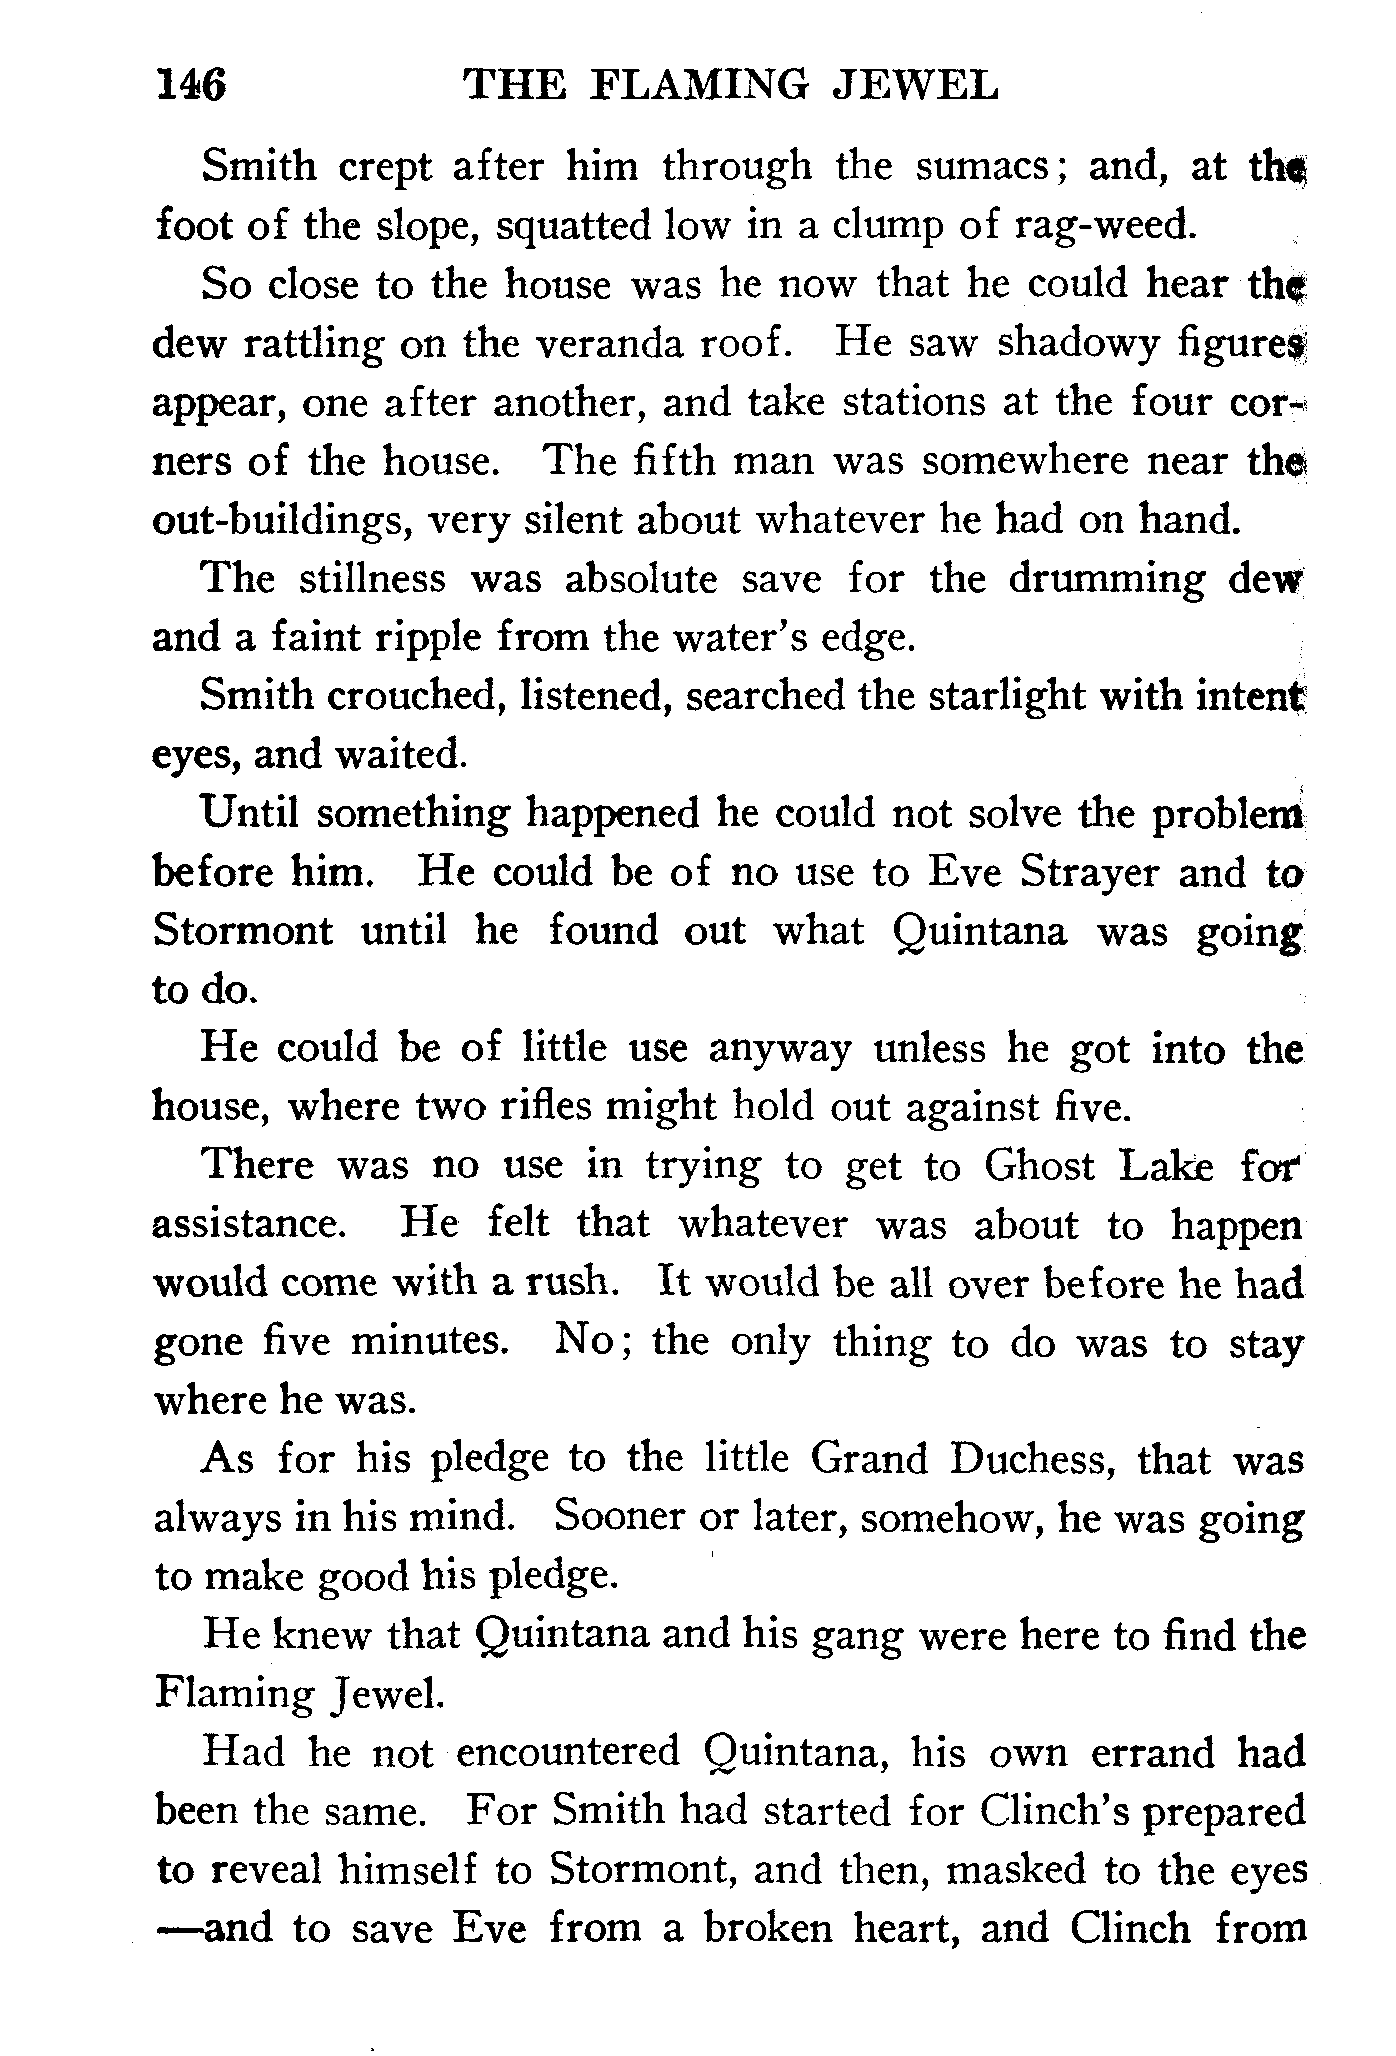 146 THE FLAMING JEWEL
Smith crept after him through the sumacs; and, at the
foot of the slope, squatted low in a clump of rag-weed.
So close to the house was he now that he could hear the
dew rattling on the veranda roof. He saw shadowy figures
appear, one after another, and take stations at the four cor-
ners of the house. The fifth man was somewhere near the
out-buildings, very silent about whatever he had on hand.
The stillness was absolute save for the drumming dew
and a faint ripple from the water's edge.
Smith crouched, listened, searched the starlight with intent
eyes, and waited.
Until something happened he could not solve the problem
before him. He could be of no use to Eve Strayer and to
Stormont until he found out what Quintana was going
to do.
He could be of little use anyway unless he got into the
house, where two rifles might hold out against five.
There was no use in trying to get to Ghost Lake for
assistance. He felt that whatever was about to happen
would come with a rush. It would be all over before he had
gone five minutes. No; the only thing to do was to stay
where he was.
As for his pledge to the little Grand Duchess, that was
always in his mind. Sooner or later, somehow, he was going
to make good his pledge.
He knew that Quintana and his gang were here to find the
Flaming Jewel.
Had he not encountered Quintana, his own errand had
been the same. For Smith had started for Clinch's prepared
to reveal himself to Stormont, and then, masked to the eyes
—and to save Eve from a broken heart, and Clinch from